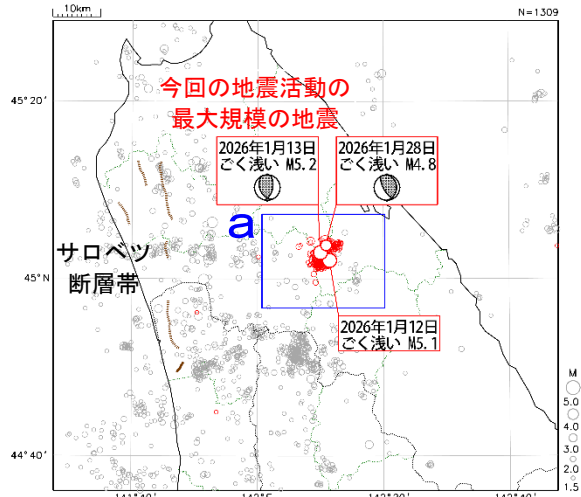 10km
N=1309
45°20'
今回の地震活動の
最大規模の地震
2026年1月13日
ごく浅い M5.2
2026年1月28日
ごく浅い M4.8
a
サロベツ
断層帯
45°N
2026年1月12日
ごく浅い M5.1
M
5.0
4.0
3.0
2.0
1.5
44°40'